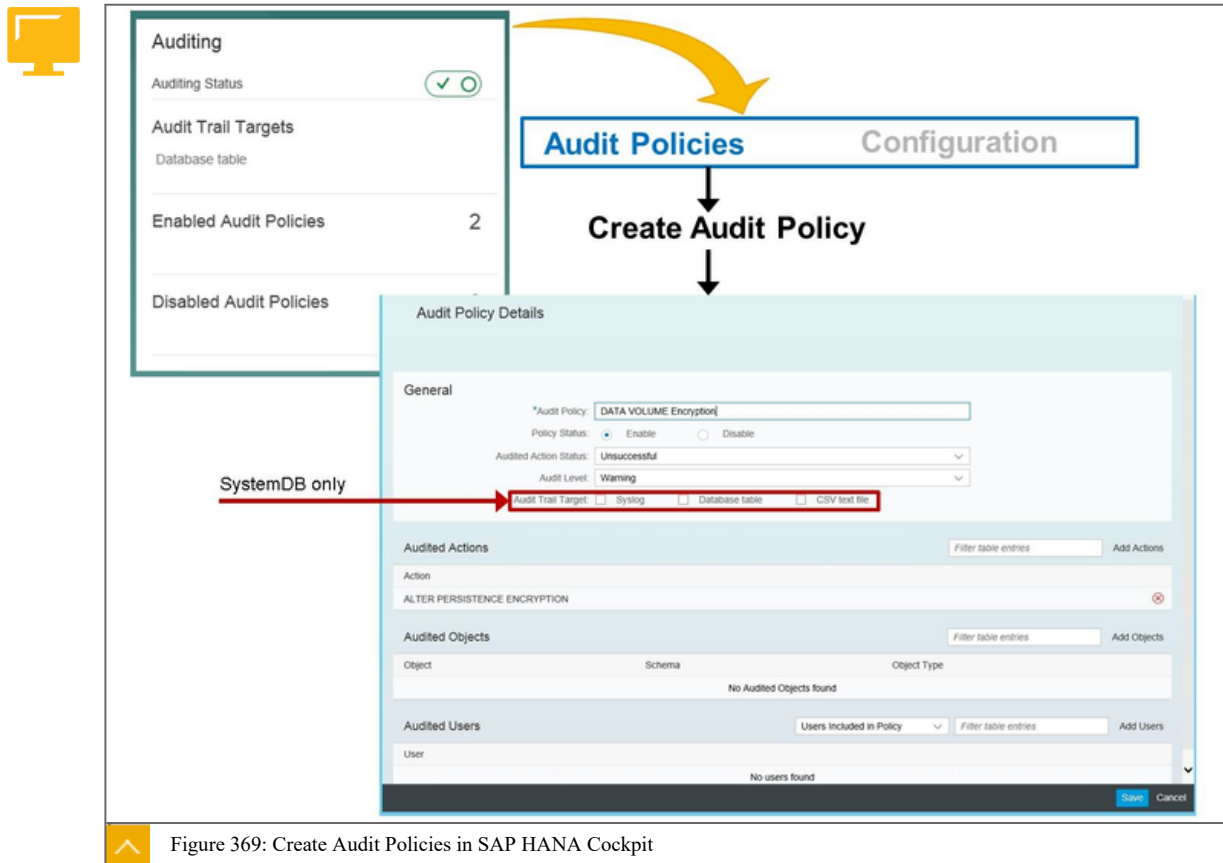 Auditing
Auditing Status
Audit Trail Targets
Database table
Enabled Audit Policies 2
Disabled Audit Policies
Audit Policies Configuration
Create Audit Policy
Audit Policy Details
General
*Audit Policy: DATA VOLUME Encryption
Policy Status: Enable Disable
Audited Action Status: Unsuccessful
Audit Level: Warning
SystemDB only
Audit Trail Target: Syslog Database table CSV text file
Audited Actions Filter table entries Add Actions
Action
ALTER PERSISTENCE ENCRYPTION
Audited Objects Filter table entries Add Objects
Object Schema Object Type
No Audited Objects found
Audited Users Users Included in Policy Filter table entries Add Users
User
No users found
Save Cancel
Figure 369: Create Audit Policies in SAP HANA Cockpit